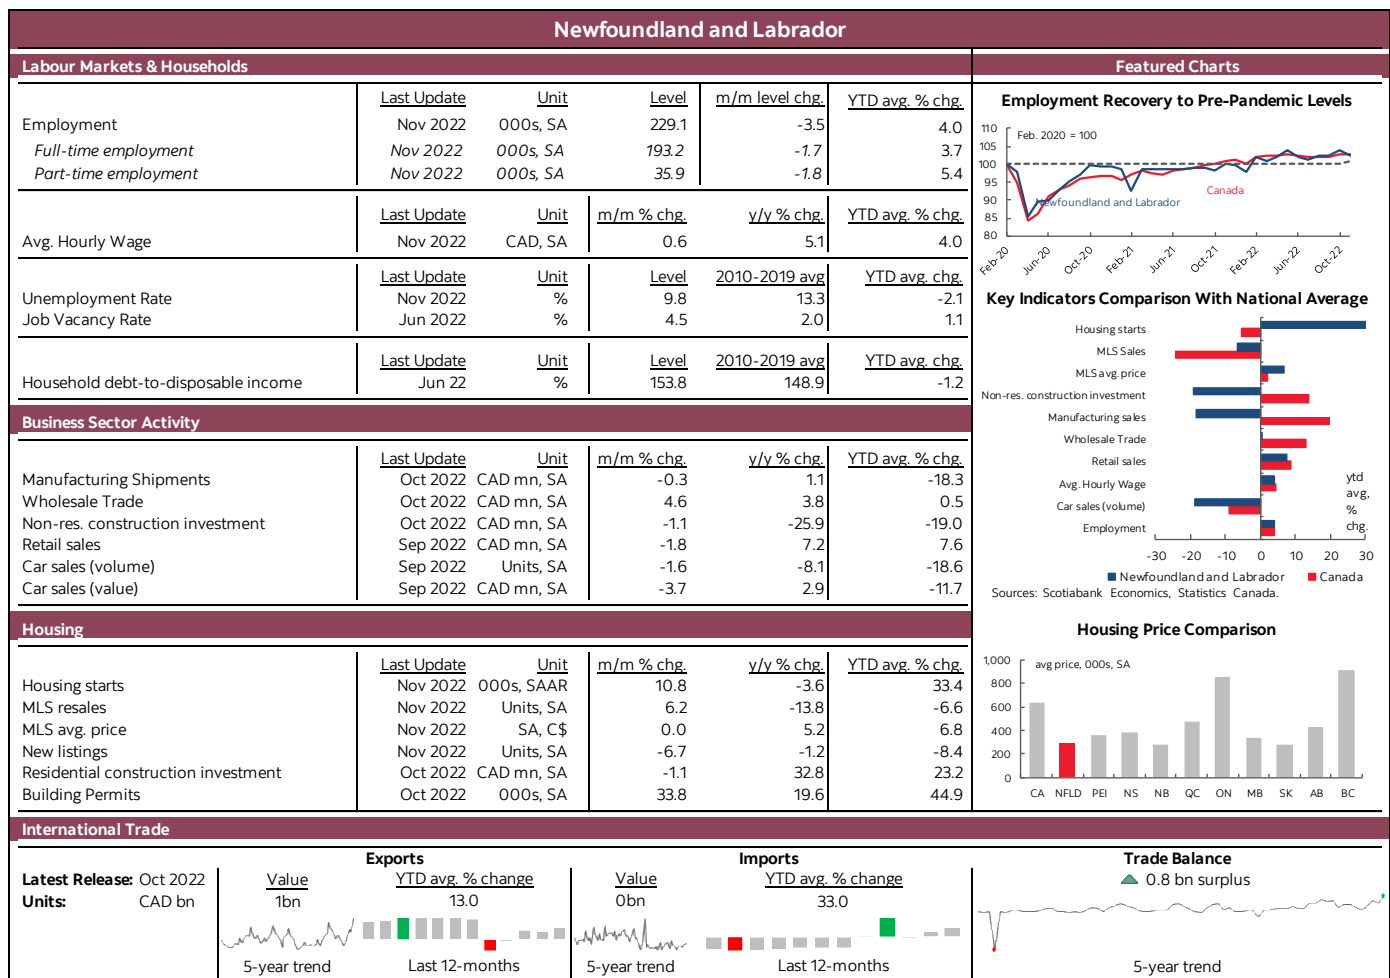 Newfoundland and Labrador
Labour Markets & Households
Last Update Unit Level m/m level chg. YTD avg. % chg.
Employment Nov 2022 000s, SA 229.1 -3.5 4.0
Full-time employment Nov 2022 000s, SA 193.2 -1.7 3.7
Part-time employment Nov 2022 000s, SA 35.9 -1.8 5.4
Last Update Unit m/m % chg. y/y % chg. YTD avg. % chg.
Avg. Hourly Wage Nov 2022 CAD, SA 0.6 5.1 4.0
Last Update Unit Level 2010-2019 avg YTD avg. chg.
Unemployment Rate Nov 2022 % 9.8 13.3 -2.1
Job Vacancy Rate Jun 2022 % 4.5 2.0 1.1
Last Update Unit Level 2010-2019 avg YTD avg. chg.
Household debt-to-disposable income Jun 22 % 153.8 148.9 -1.2
Business Sector Activity
Last Update Unit m/m % chg. y/y % chg. YTD avg. % chg.
Manufacturing Shipments Oct 2022 CAD mn, SA -0.3 1.1 -18.3
Wholesale Trade Oct 2022 CAD mn, SA 4.6 3.8 0.5
Non-res. construction investment Oct 2022 CAD mn, SA -1.1 -25.9 -19.0
Retail sales Sep 2022 CAD mn, SA -1.8 7.2 7.6
Car sales (volume) Sep 2022 Units, SA -1.6 -8.1 -18.6
Car sales (value) Sep 2022 CAD mn, SA -3.7 2.9 -11.7
Housing
Last Update Unit m/m % chg. y/y % chg. YTD avg. % chg.
Housing starts Nov 2022 000s, SAAR 10.8 -3.6 33.4
MLS resales Nov 2022 Units, SA 6.2 -13.8 -6.6
MLS avg. price Nov 2022 SA, C$ 0.0 5.2 6.8
New listings Nov 2022 Units, SA -6.7 -1.2 -8.4
Residential construction investment Oct 2022 CAD mn, SA -1.1 32.8 23.2
Building Permits Oct 2022 000s, SA 33.8 19.6 44.9
Featured Charts
Employment Recovery to Pre-Pandemic Levels
Feb. 2020 = 100
110
105
100
95
90
85
80
Canada
Newfoundland and Labrador
Feb-20 Jun-20 Oct-20 Feb-21 Jun-21 Oct-21 Feb-22 Jun-22 Oct-22
Key Indicators Comparison With National Average
Housing starts
MLS Sales
MLS avg. price
Non-res. construction investment
Manufacturing sales
Wholesale Trade
Retail sales
Avg. Hourly Wage
Car sales (volume)
Employment
ytd
avg,
%
chg.
-30 -20 -10 0 10 20 30
Newfoundland and Labrador Canada
Sources: Scotiabank Economics, Statistics Canada.
Housing Price Comparison
avg price, 000s, SA
1,000
800
600
400
200
0
CA NFLD PEI NS NB QC ON MB SK AB BC
International Trade
Exports Imports Trade Balance
Latest Release: Oct 2022 Value YTD avg. % change Value YTD avg. % change 0.8 bn surplus
Units: CAD bn 1bn 13.0 0bn 33.0
5-year trend Last 12-months 5-year trend Last 12-months 5-year trend